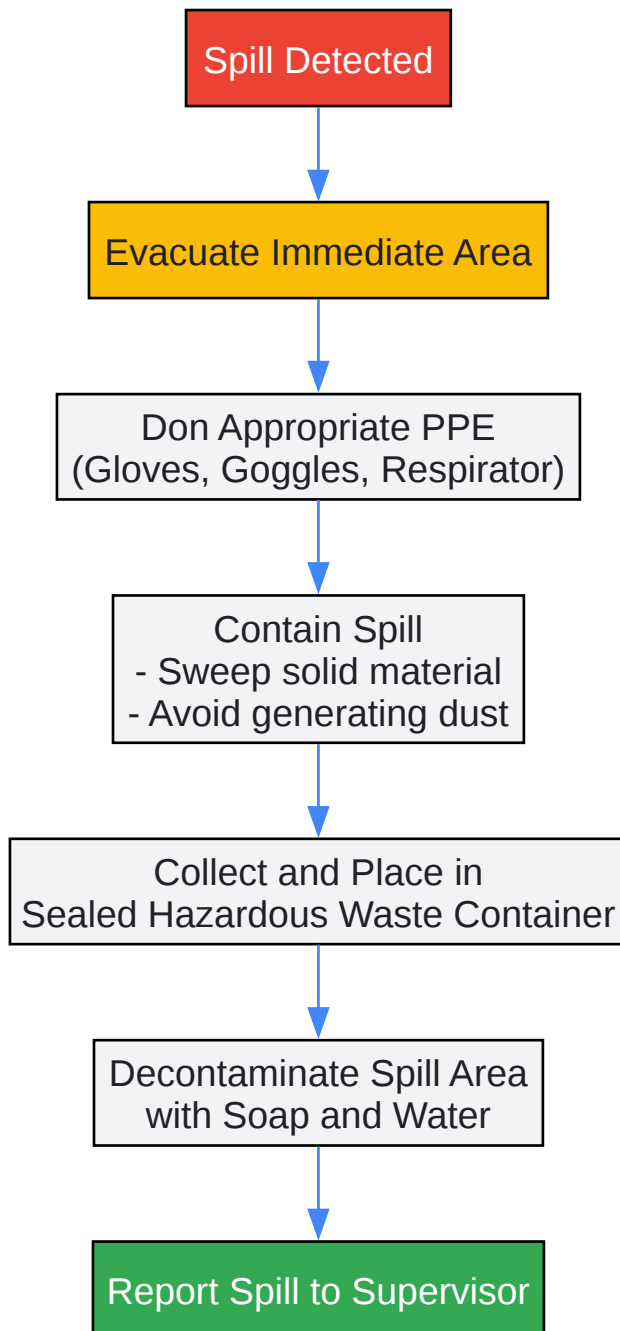 Spill Detected
Evacuate Immediate Area
Don Appropriate PPE
(Gloves, Goggles, Respirator)
Contain Spill
- Sweep solid material
- Avoid generating dust
Collect and Place in
Sealed Hazardous Waste Container
Decontaminate Spill Area
with Soap and Water
Report Spill to Supervisor